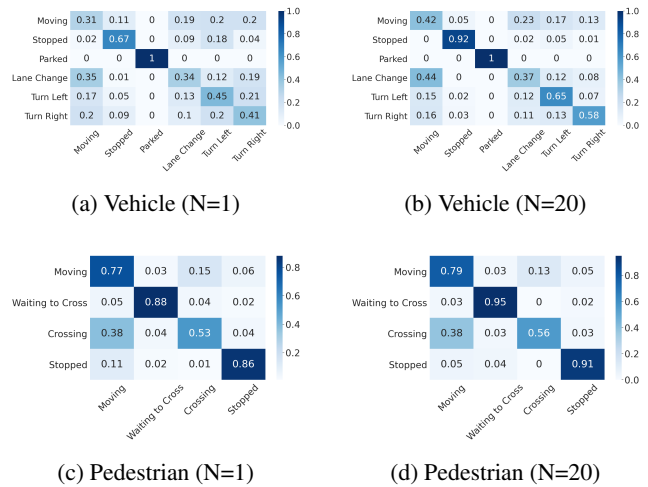 Moving 0.31 0.11 0 0.19 0.2 0.2
Stopped 0.02 0.67 0 0.09 0.18 0.04
Parked 0 0 1 0 0 0
Lane Change 0.35 0.01 0 0.34 0.12 0.19
Turn Left 0.17 0.05 0 0.13 0.45 0.21
Turn Right 0.2 0.09 0 0.1 0.2 0.41
Moving Stopped Parked Lane Change Turn Left Turn Right
1.0
0.8
0.6
0.4
0.2
0.0
(a) Vehicle (N=1)
Moving 0.42 0.05 0 0.23 0.17 0.13
Stopped 0 0.92 0 0.02 0.04 0.02
Parked 0 0 1 0 0 0
Lane Change 0.44 0 0 0.37 0.12 0.08
Turn Left 0.15 0.02 0 0.12 0.65 0.07
Turn Right 0.16 0.03 0 0.11 0.13 0.58
Moving Stopped Parked Lane Change Turn Left Turn Right
1.0
0.8
0.6
0.4
0.2
0.0
(b) Vehicle (N=20)
Moving 0.77 0.03 0.15 0.06
Waiting to Cross 0.05 0.88 0.04 0.02
Crossing 0.38 0.04 0.53 0.04
Stopped 0.11 0.02 0.01 0.86
Moving Waiting to Cross Crossing Stopped
0.8
0.6
0.4
0.2
(c) Pedestrian (N=1)
Moving 0.79 0.03 0.13 0.05
Waiting to Cross 0.03 0.95 0 0.02
Crossing 0.38 0.03 0.56 0.03
Stopped 0.05 0.04 0 0.91
Moving Waiting to Cross Crossing Stopped
0.8
0.6
0.4
0.2
0.0
(d) Pedestrian (N=20)